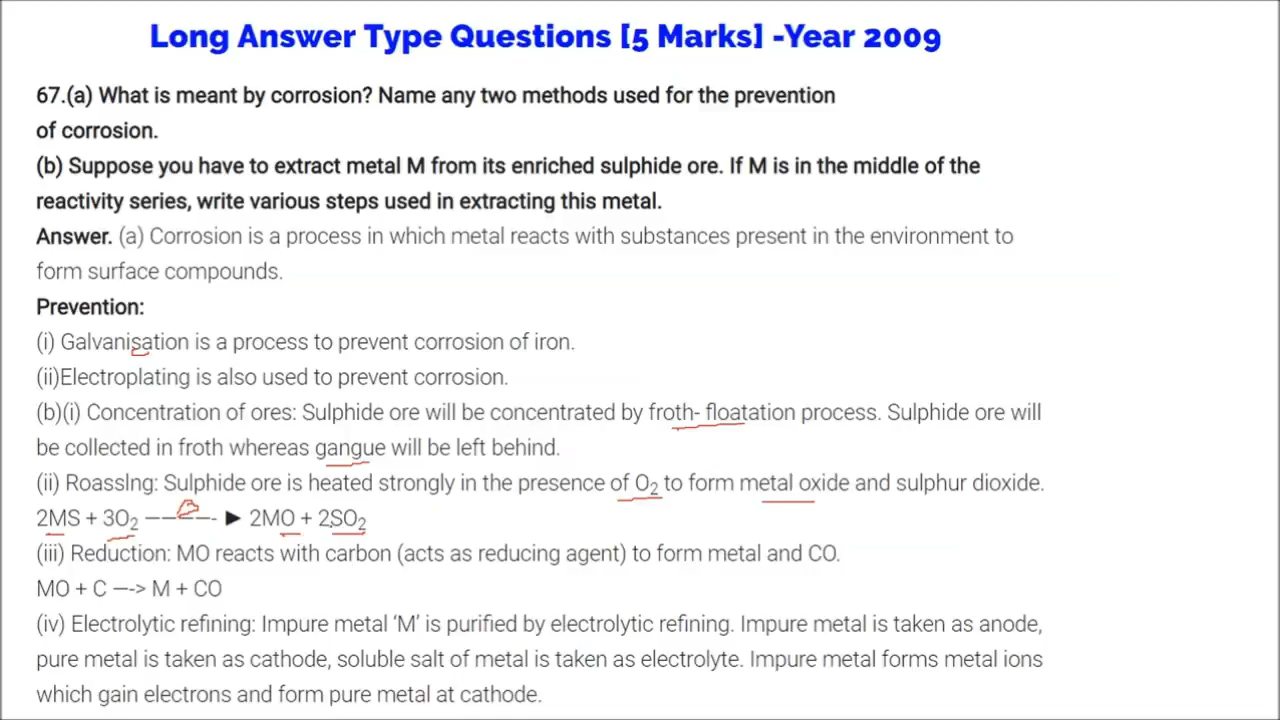 Long Answer Type Questions [5 Marks] -Year 2009
67.(a) What is meant by corrosion? Name any two methods used for the prevention
of corrosion.
(b) Suppose you have to extract metal M from its enriched sulphide ore. If M is in the middle of the
reactivity series, write various steps used in extracting this metal.
Answer. (a) Corrosion is a process in which metal reacts with substances present in the environment to
form surface compounds.
Prevention:
(i) Galvanisation is a process to prevent corrosion of iron.
(ii)Electroplating is also used to prevent corrosion.
(b)(i) Concentration of ores: Sulphide ore will be concentrated by froth- floatation process. Sulphide ore will
be collected in froth whereas gangue will be left behind.
(ii) Roasslng: Sulphide ore is heated strongly in the presence of O₂ to form metal oxide and sulphur dioxide.
2MS + 3O₂ ————- ► 2MO + 2SO₂
(iii) Reduction: MO reacts with carbon (acts as reducing agent) to form metal and CO.
MO + C —-> M + CO
(iv) Electrolytic refining: Impure metal ‘M’ is purified by electrolytic refining. Impure metal is taken as anode,
pure metal is taken as cathode, soluble salt of metal is taken as electrolyte. Impure metal forms metal ions
which gain electrons and form pure metal at cathode.